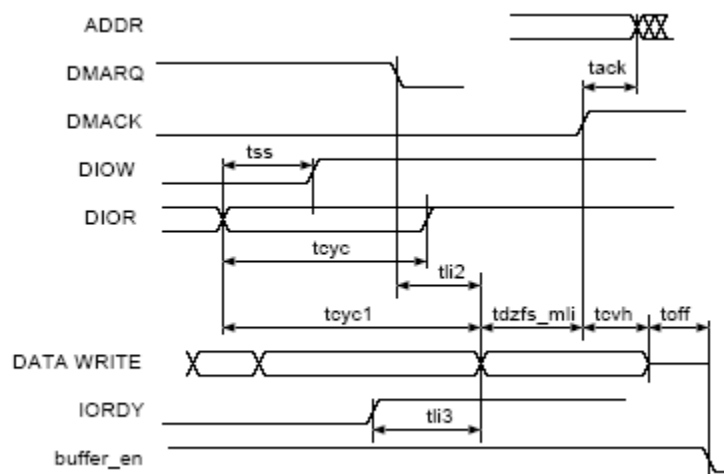 ADDR
DMARQ
tack
DMACK
tss
DIOW
DIOR
tcyc
tli2
tcyc1
tdzfs_mli
tcvh
toff
DATA WRITE
IORDY
tli3
buffer_en